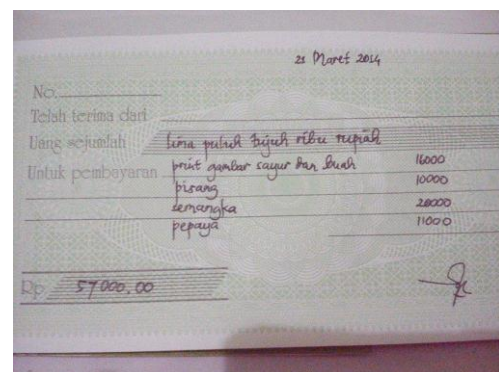 21 Maret 2014
No.
Telah terima dari
Uang sejumlah lima puluh tujuh ribu rupiah
Untuk pembayaran print gambar sayur dan buah 16000
pisang 10000
semangka 20000
pepaya 11000
Rp. 57000,00